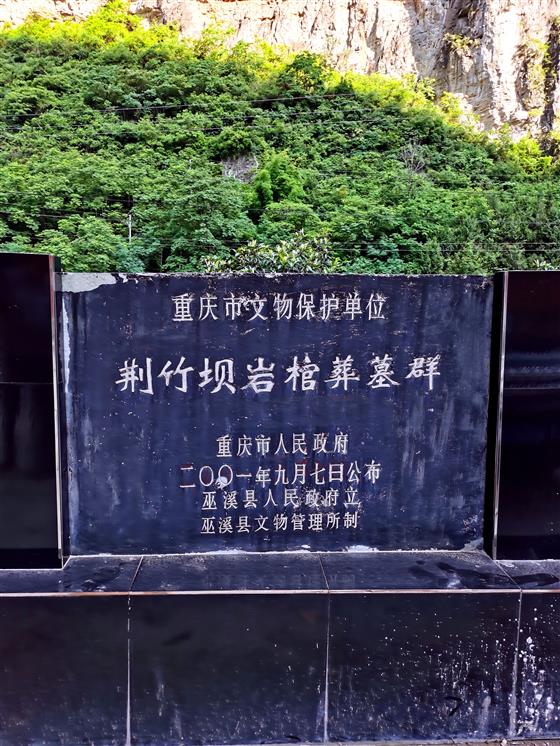 重庆市文物保护单位
荆竹坝岩棺葬墓群
重庆市人民政府
二〇〇一年九月七日公布
巫溪县人民政府立
巫溪县文物管理所制